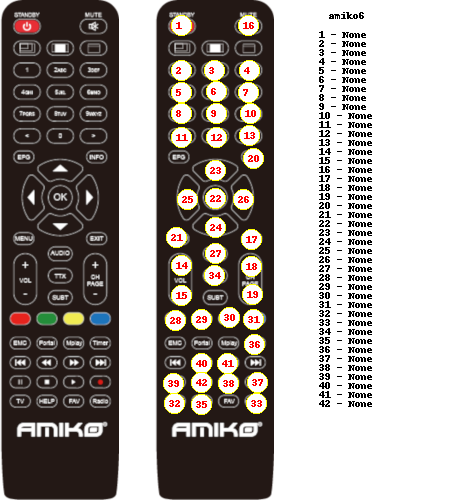 STANDBY MUTE
1 2ABC 3DEF
4GHI 5JKL 6MNO
7PQRS 8TUV 9WXYZ
< 0 >
EPG INFO
OK
MENU EXIT
AUDIO
+ +
VOL TTX CH
PAGE
- -
SUBT
EMC Portal Mplay Timer
TV HELP FAV Radio
AMIKO®
STANDBY MUTE
1 16
2 3 4
5 6 7
8 9 10
11 12 13
EPG 20
23
25 22 26
24
21 17
27
14 18
VOL 34 CH
PAGE
15 SUBT 19
28 29 30 31
EMC Portal Mplay 36
40 41
39 42 38 37
32 35 FAV 33
AMIKO®
amiko6
1 - None
2 - None
3 - None
4 - None
5 - None
6 - None
7 - None
8 - None
9 - None
10 - None
11 - None
12 - None
13 - None
14 - None
15 - None
16 - None
17 - None
18 - None
19 - None
20 - None
21 - None
22 - None
23 - None
24 - None
25 - None
26 - None
27 - None
28 - None
29 - None
30 - None
31 - None
32 - None
33 - None
34 - None
35 - None
36 - None
37 - None
38 - None
39 - None
40 - None
41 - None
42 - None